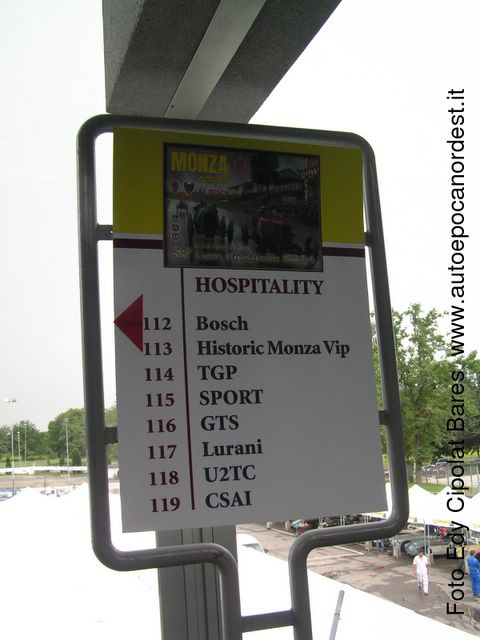 MONZA
BOSCH
HOSPITALITY
112 Bosch
113 Historic Monza Vip
114 TGP
115 SPORT
116 GTS
117 Lurani
118 U2TC
119 CSAI
Foto Edy Cipolat Bares www.autoepocanordest.it